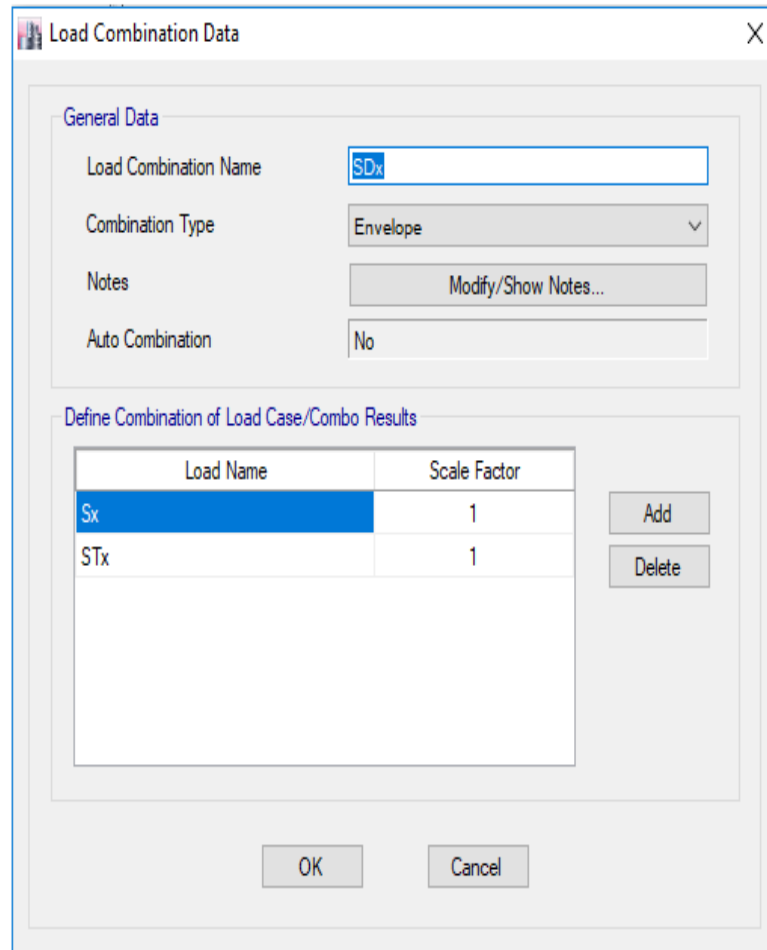 Load Combination Data
General Data
Load Combination Name SDx
Combination Type Envelope
Notes Modify/Show Notes...
Auto Combination No
Define Combination of Load Case/Combo Results
Load Name Scale Factor
Sx 1 Add
STx 1 Delete
OK Cancel